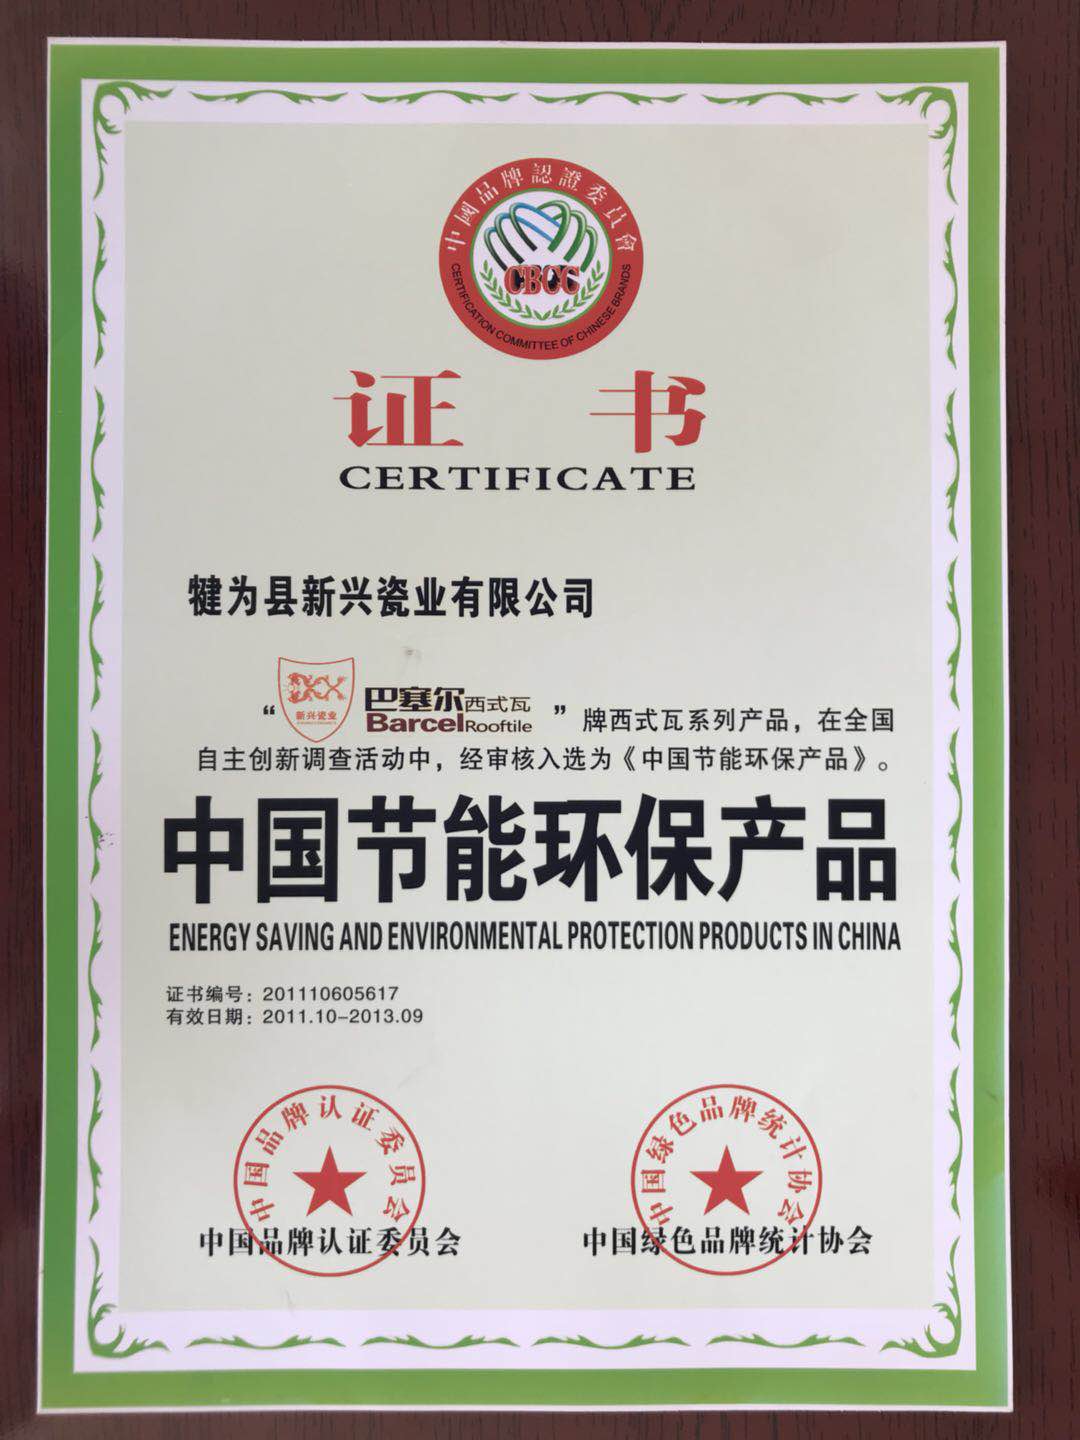 中國品牌認證委員會
CBCC
CERTIFICATION COMMITTEE OF CHINESE BRANDS
证 书
CERTIFICATE
犍为县新兴瓷业有限公司
“ 新兴瓷业 巴塞尔西式瓦 ” 牌西式瓦系列产品，在全国
Barcel Rooftile
自主创新调查活动中，经审核入选为《中国节能环保产品》。
中国节能环保产品
ENERGY SAVING AND ENVIRONMENTAL PROTECTION PRODUCTS IN CHINA
证书编号：201110605617
有效日期：2011.10-2013.09
中国品牌认证委员会
中国品牌认证委员会
中国绿色品牌统计协会
中国绿色品牌统计协会